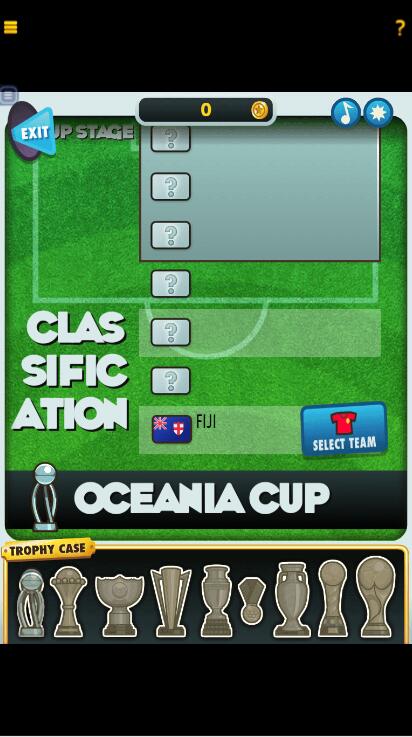 ?
0
EXIT
UP STAGE
?
?
?
?
CLAS
?
SIFIC
?
ATION
FIJI
SELECT TEAM
OCEANIA CUP
TROPHY CASE